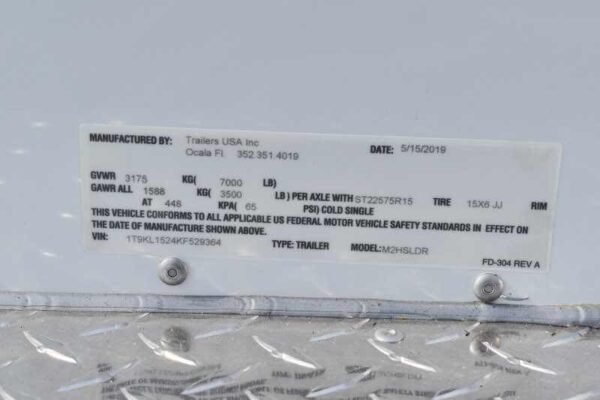 MANUFACTURED BY: Trailers USA Inc DATE: 5/15/2019
Ocala Fl. 352.351.4019
GVWR 3175 KG( 7000 LB)
GAWR ALL 1588 KG( 3500 LB) PER AXLE WITH ST22575R15 TIRE 15X6 JJ RIM
AT 448 KPA( 65 PSI) COLD SINGLE
THIS VEHICLE CONFORMS TO ALL APPLICABLE US FEDERAL MOTOR VEHICLE SAFETY STANDARDS IN EFFECT ON
THE DATE OF MANUFACTURE SHOWN ABOVE.
VIN: 1T9KL1524KF529364 TYPE: TRAILER MODEL: M2HSLDR
FD-304 REV A